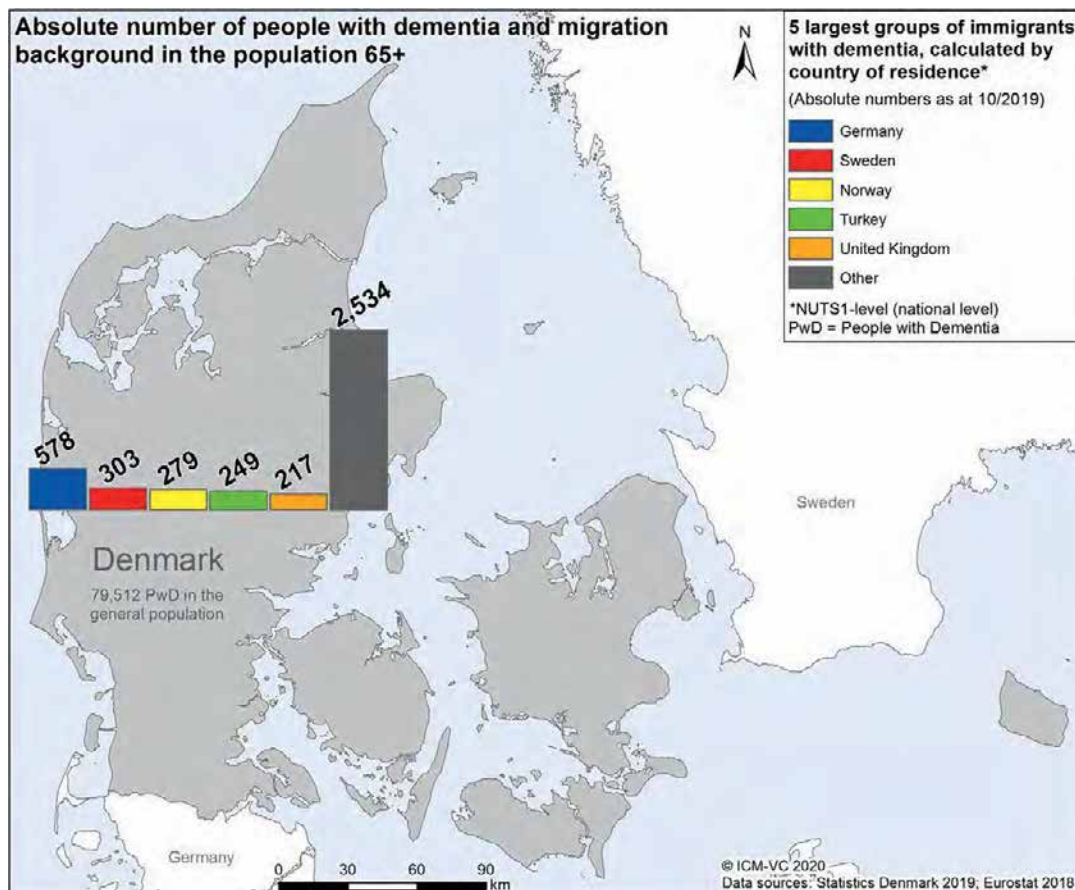 Absolute number of people with dementia and migration
background in the population 65+
N
5 largest groups of immigrants
with dementia, calculated by
country of residence*
(Absolute numbers as at 10/2019)
Germany
Sweden
Norway
Turkey
United Kingdom
Other
*NUTS1-level (national level)
PwD = People with Dementia
2,534
578
303
279
249
217
Sweden
Denmark
79,512 PwD in the
general population
Germany
0 30 60 90
km
© ICM-VC 2020
Data sources: Statistics Denmark 2019; Eurostat 2018